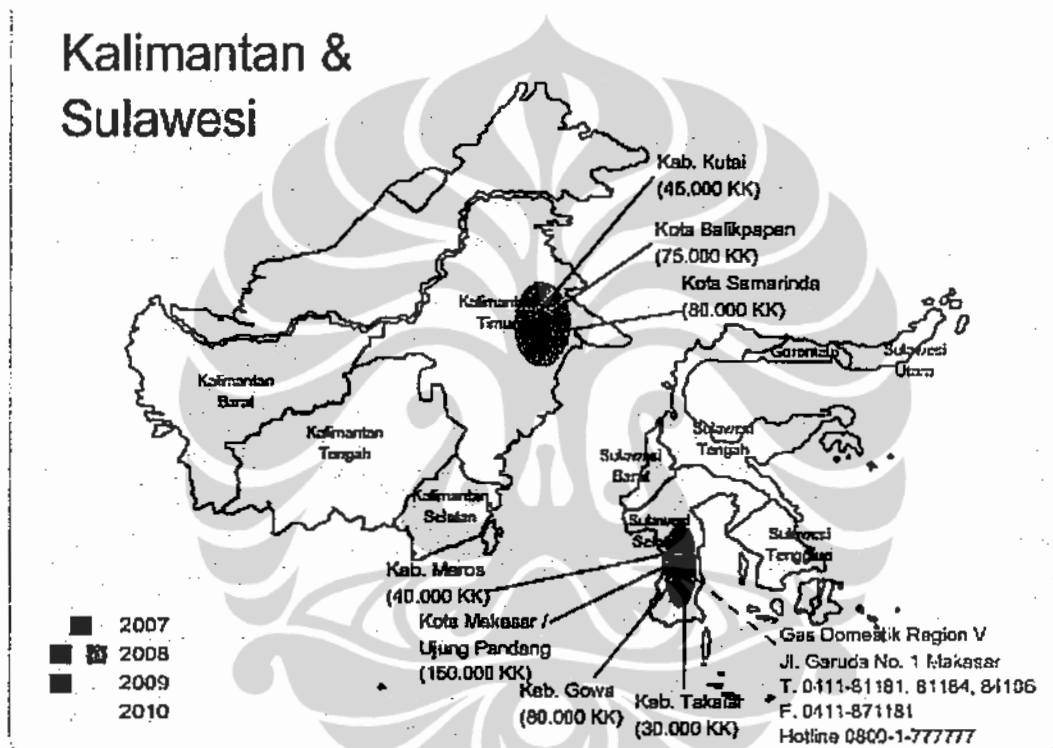 Kalimantan &
Sulawesi
Kab. Kutai
(45.000 KK)
Kota Balikpapan
(75.000 KK)
Kota Samarinda
(80.000 KK)
Kalimantan
Timur
Gorontalo
Sulawesi
Utara
Kalimantan
Barat
Kalimantan
Tengah
Sulawesi
Tengah
Sulawesi
Barat
Kalimantan
Selatan
Sulawesi
Sulawesi
Tenggara
Kab. Maros
(40.000 KK)
Kota Makasar /
Ujung Pandang
(150.000 KK)
Kab. Gowa
(80.000 KK)
Kab. Takalar
(30.000 KK)
2007
2008
2009
2010
Gas Domestik Region V
Jl. Garuda No. 1 Makasar
T. 0411-81181, 81184, 84106
F. 0411-871181
Hotline 0800-1-777777